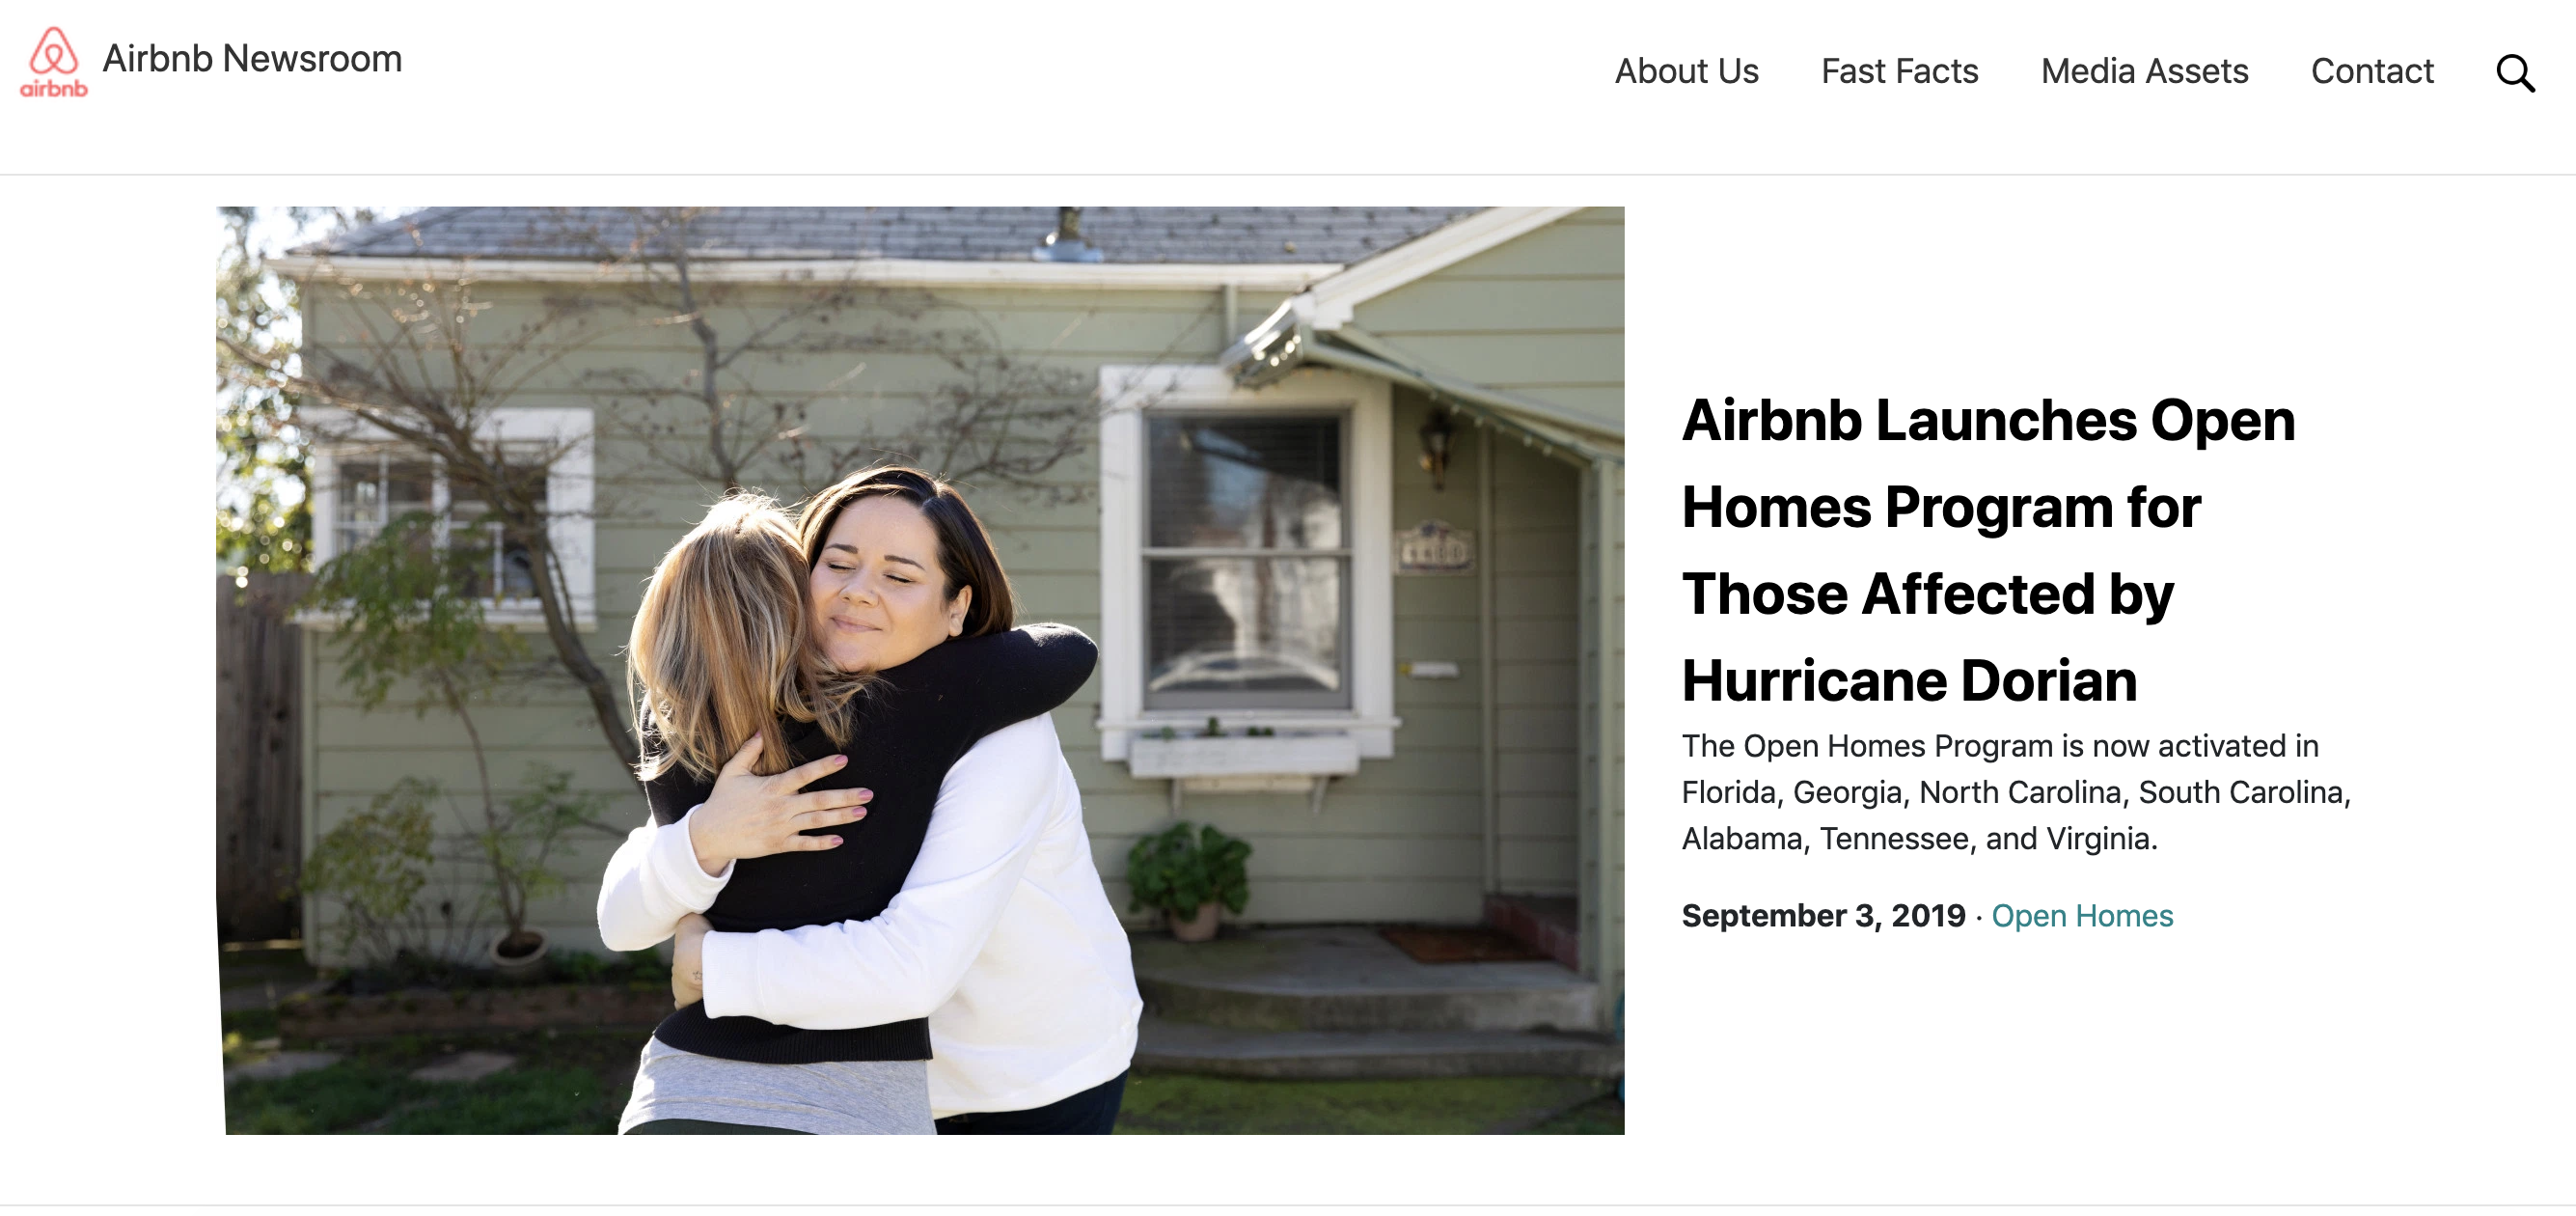 airbnb
Airbnb Newsroom
About Us
Fast Facts
Media Assets
Contact
Airbnb Launches Open
Homes Program for
Those Affected by
Hurricane Dorian
The Open Homes Program is now activated in
Florida, Georgia, North Carolina, South Carolina,
Alabama, Tennessee, and Virginia.
September 3, 2019 · Open Homes